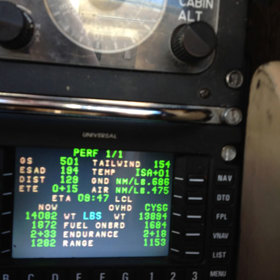 CABIN
ALT
UNIVERSAL
PERF 1/1
GS 501 TAILWIND 154
ESAD 194 TEMP ISA+01
DIST 129 GND NM/LB.686
ETE 0+15 AIR NM/LB.475
ETA 08:47 LCL
NOW OVHD CYSG
14082 WT LBS WT 13894
1872 FUEL ONBRD 1684
2+33 ENDURANCE 2+18
1282 RANGE 1153
NAV
DTO
FPL
VNAV
LIST
MENU